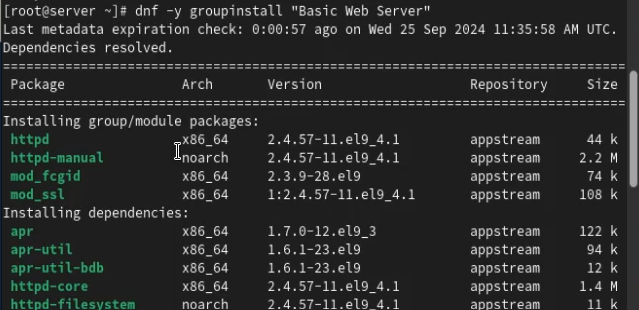 [root@server ~]# dnf -y groupinstall "Basic Web Server"
Last metadata expiration check: 0:00:57 ago on Wed 25 Sep 2024 11:35:58 AM UTC.
Dependencies resolved.
================================================================================
Package Arch Version Repository Size
================================================================================
Installing group/module packages:
httpd x86_64 2.4.57-11.el9_4.1 appstream 44 k
httpd-manual noarch 2.4.57-11.el9_4.1 appstream 2.2 M
mod_fcgid x86_64 2.3.9-28.el9 appstream 74 k
mod_ssl x86_64 1:2.4.57-11.el9_4.1 appstream 108 k
Installing dependencies:
apr x86_64 1.7.0-12.el9_3 appstream 122 k
apr-util x86_64 1.6.1-23.el9 appstream 94 k
apr-util-bdb x86_64 1.6.1-23.el9 appstream 12 k
httpd-core x86_64 2.4.57-11.el9_4.1 appstream 1.4 M
httpd-filesystem noarch 2.4.57-11.el9_4.1 appstream 11 k